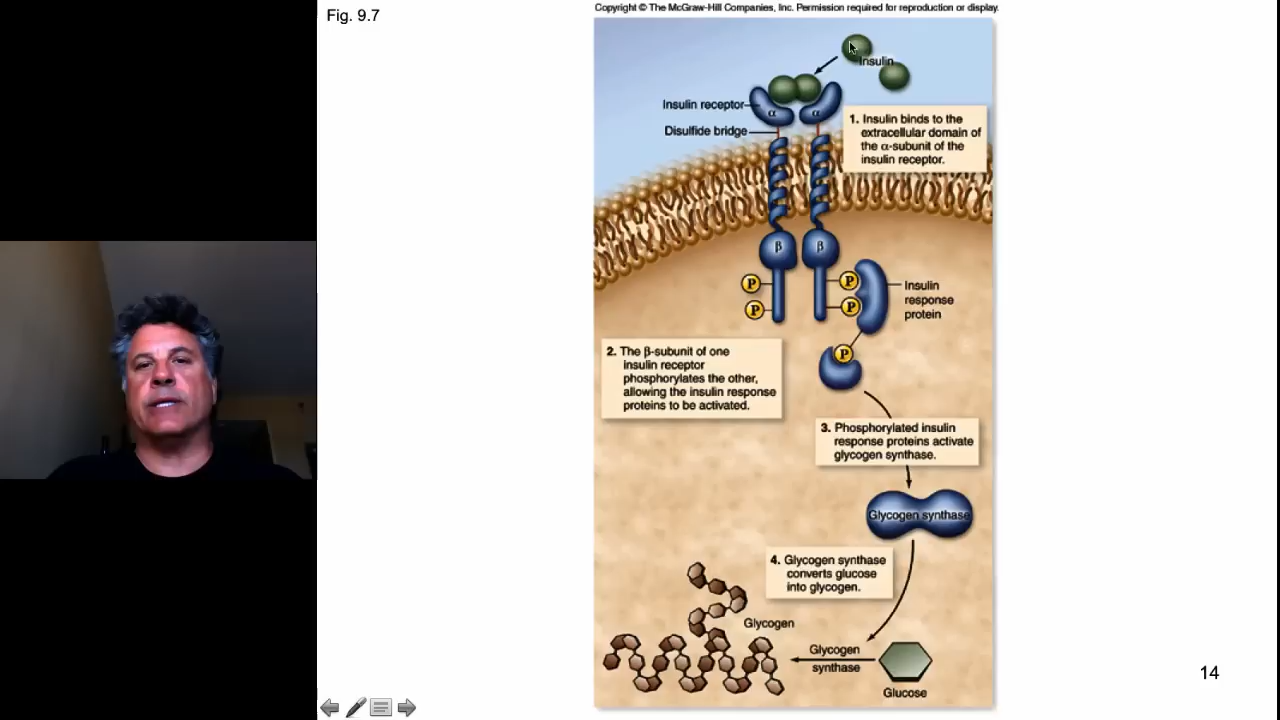 Fig. 9.7
Copyright © The McGraw-Hill Companies, Inc. Permission required for reproduction or display.
Insulin
Insulin receptor
α
α
Disulfide bridge
1. Insulin binds to the
extracellular domain of
the α-subunit of the
insulin receptor.
β
β
P
P
P
P
Insulin
response
protein
P
2. The β-subunit of one
insulin receptor
phosphorylates the other,
allowing the insulin response
proteins to be activated.
3. Phosphorylated insulin
response proteins activate
glycogen synthase.
Glycogen synthase
4. Glycogen synthase
converts glucose
into glycogen.
Glycogen
Glycogen
synthase
Glucose
14